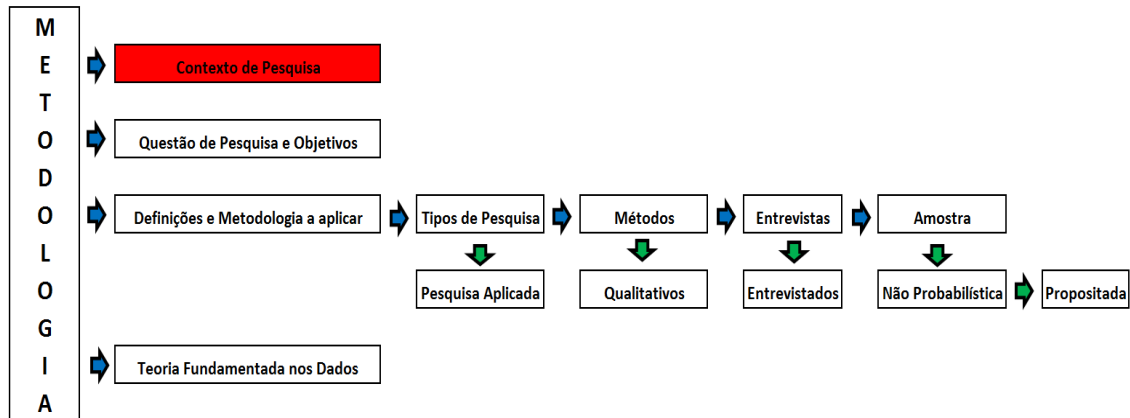 METODOLOGIA
Contexto de Pesquisa
Questão de Pesquisa e Objetivos
Definições e Metodologia a aplicar
Tipos de Pesquisa
Métodos
Entrevistas
Amostra
Pesquisa Aplicada
Qualitativos
Entrevistados
Não Probabilística
Propositada
Teoria Fundamentada nos Dados